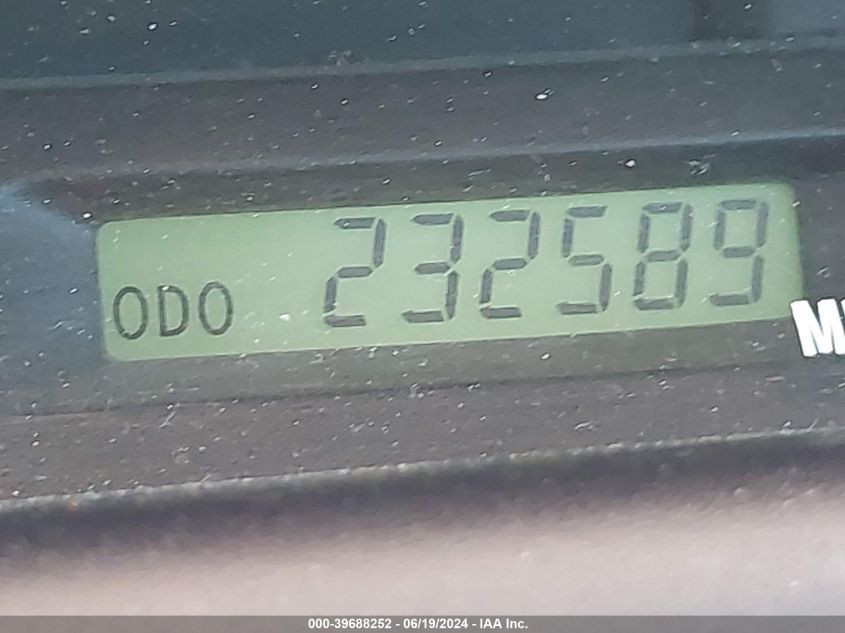 ODO 232589
000-39688252 - 06/19/2024 - IAA Inc.